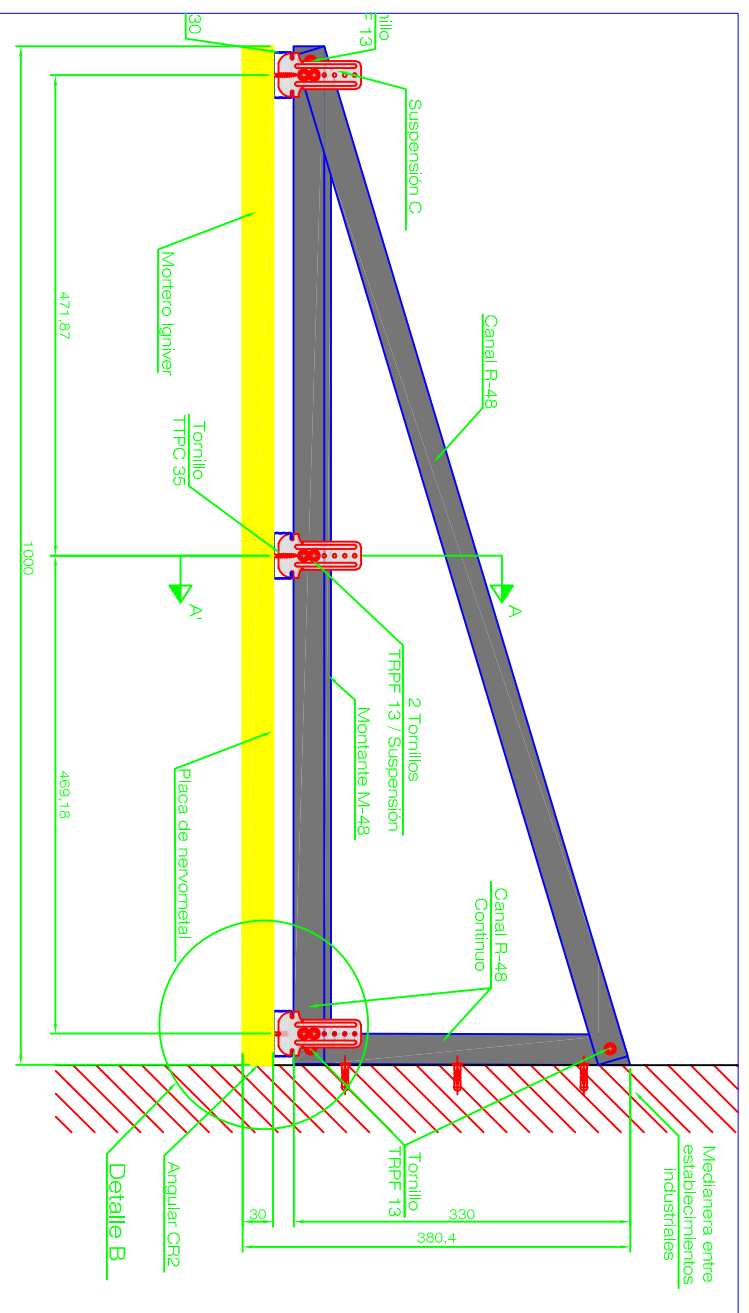 30
F 13
Suspensión C
Canal R-48
Mortero Igniver
471,87
Tornillo
TTPC 35
1000
A
A'
2 Tornillos
TRPF 13 / Suspensión
Montante M-48
469,18
Placa de nervometal
Canal R-48
Continuo
Medianera entre
establecimientos
industriales
Tornillo
TRPF 13
330
30
380,4
Angular CR2
Detalle B